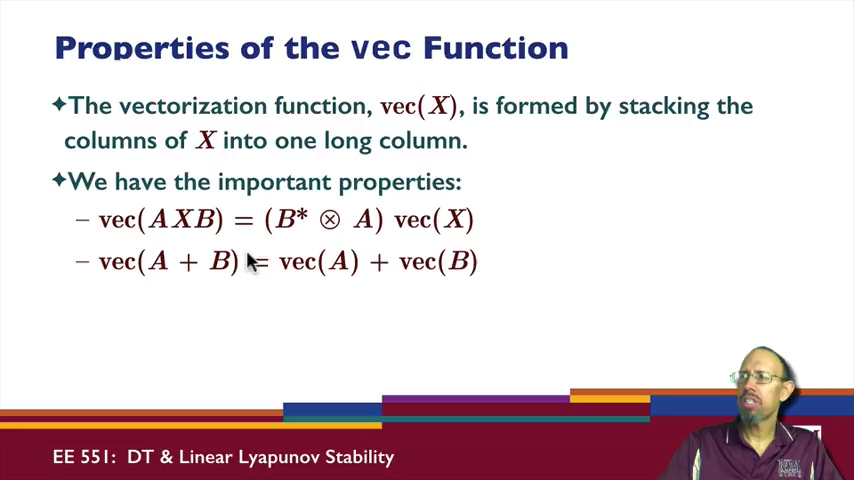 Properties of the vec Function
✦The vectorization function, vec(X), is formed by stacking the
columns of X into one long column.
✦We have the important properties:
– vec(AXB) = (B* ⊗ A) vec(X)
– vec(A + B) = vec(A) + vec(B)
EE 551: DT & Linear Lyapunov Stability